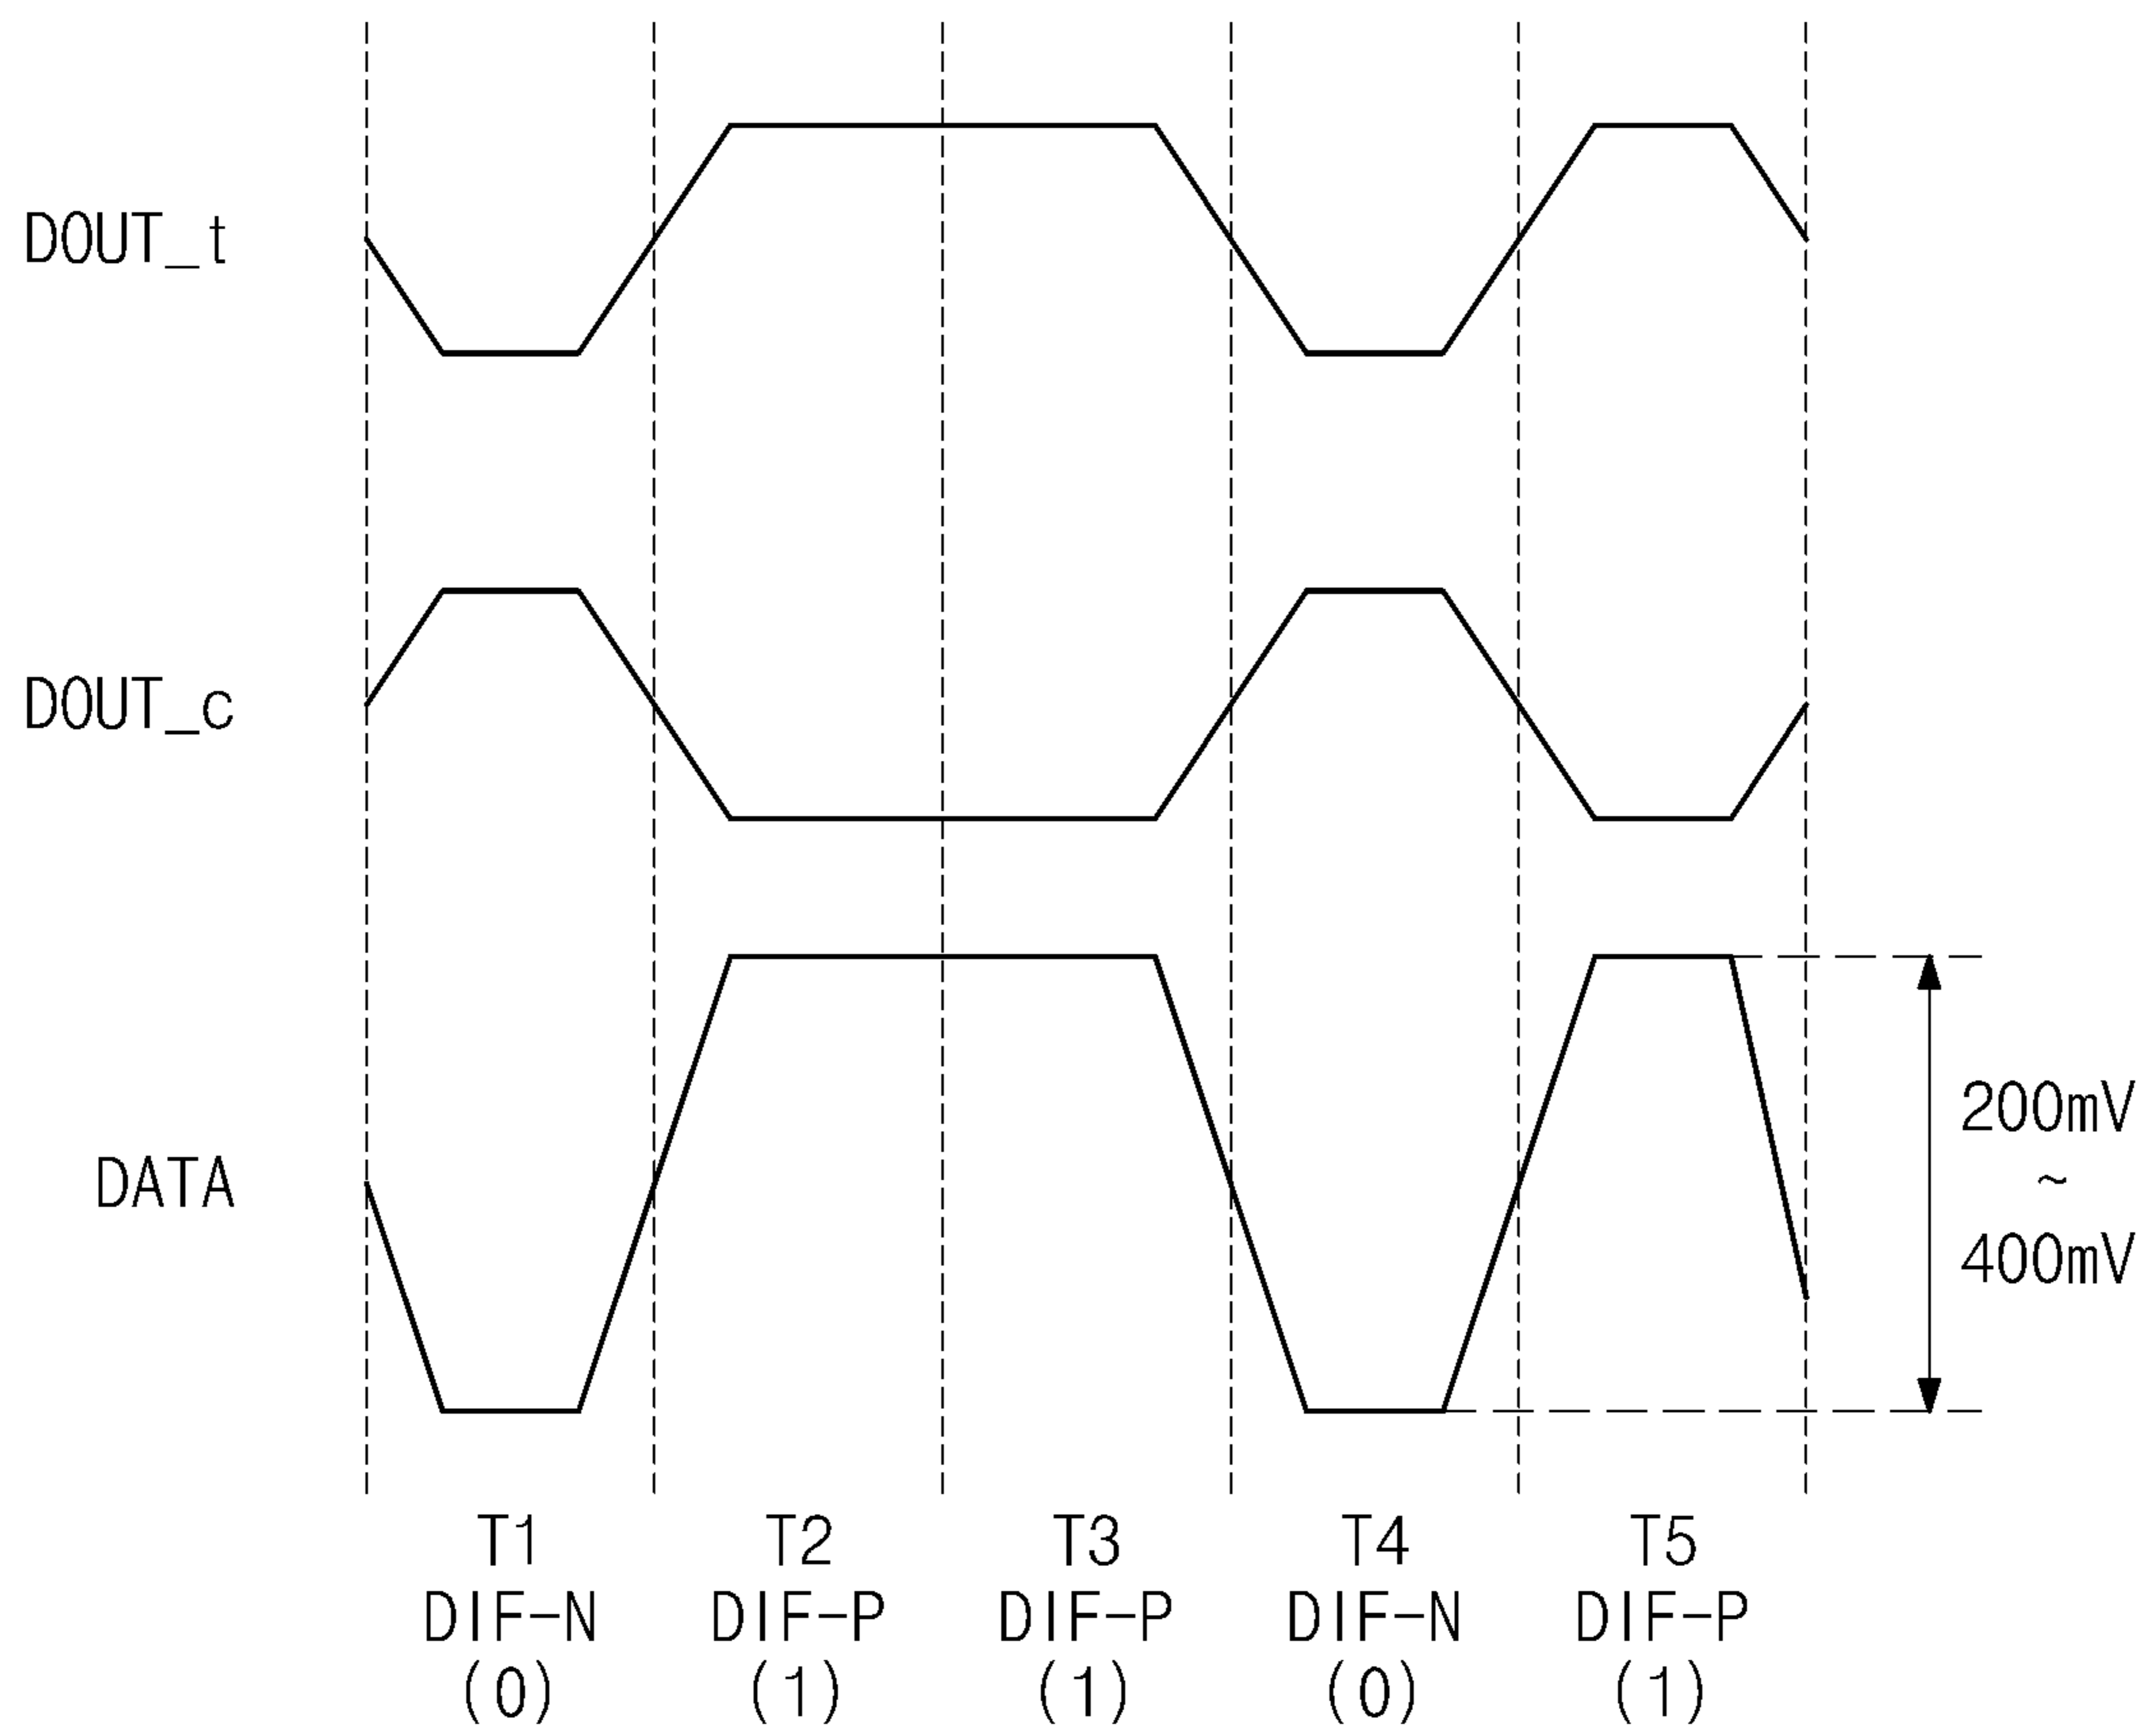 DOUT_t
DOUT_c
DATA
200mV
~
400mV
T1 T2 T3 T4 T5
DIF-N DIF-P DIF-P DIF-N DIF-P
(0) (1) (1) (0) (1)